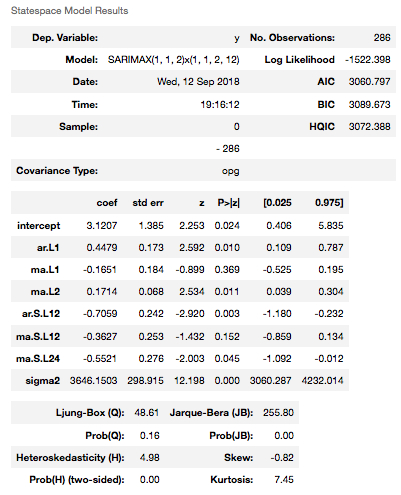 Statespace Model Results
Dep. Variable: y No. Observations: 286
Model: SARIMAX(1, 1, 2)x(1, 1, 2, 12) Log Likelihood -1522.398
Date: Wed, 12 Sep 2018 AIC 3060.797
Time: 19:16:12 BIC 3089.673
Sample: 0 HQIC 3072.388
- 286
Covariance Type: opg
coef std err z P>|z| [0.025 0.975]
intercept 3.1207 1.385 2.253 0.024 0.406 5.835
ar.L1 0.4479 0.173 2.592 0.010 0.109 0.787
ma.L1 -0.1651 0.184 -0.899 0.369 -0.525 0.195
ma.L2 0.1714 0.068 2.534 0.011 0.039 0.304
ar.S.L12 -0.7059 0.242 -2.920 0.003 -1.180 -0.232
ma.S.L12 -0.3627 0.253 -1.432 0.152 -0.859 0.134
ma.S.L24 -0.5521 0.276 -2.003 0.045 -1.092 -0.012
sigma2 3646.1503 298.915 12.198 0.000 3060.287 4232.014
Ljung-Box (Q): 48.61 Jarque-Bera (JB): 255.80
Prob(Q): 0.16 Prob(JB): 0.00
Heteroskedasticity (H): 4.98 Skew: -0.82
Prob(H) (two-sided): 0.00 Kurtosis: 7.45